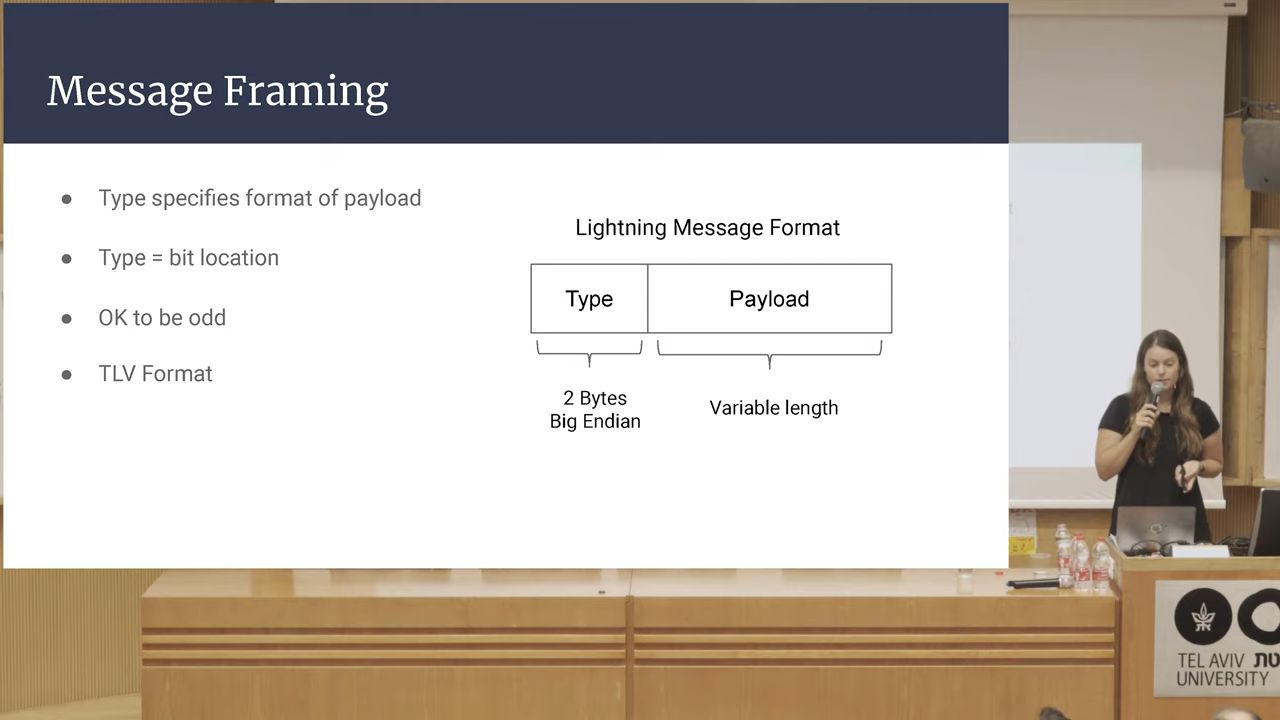 Message Framing
● Type specifies format of payload
● Type = bit location
● OK to be odd
● TLV Format
Lightning Message Format
Type
Payload
2 Bytes
Big Endian
Variable length
TEL AVIV
UNIVERSITY